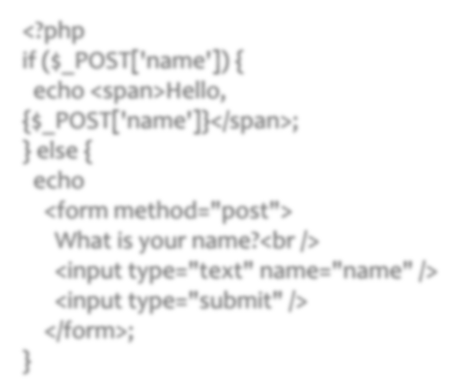 <?php
if ($_POST['name']) {
echo <span>Hello,
{$_POST['name']}</span>;
} else {
echo
<form method="post">
What is your name?<br />
<input type="text" name="name" />
<input type="submit" />
</form>;
}